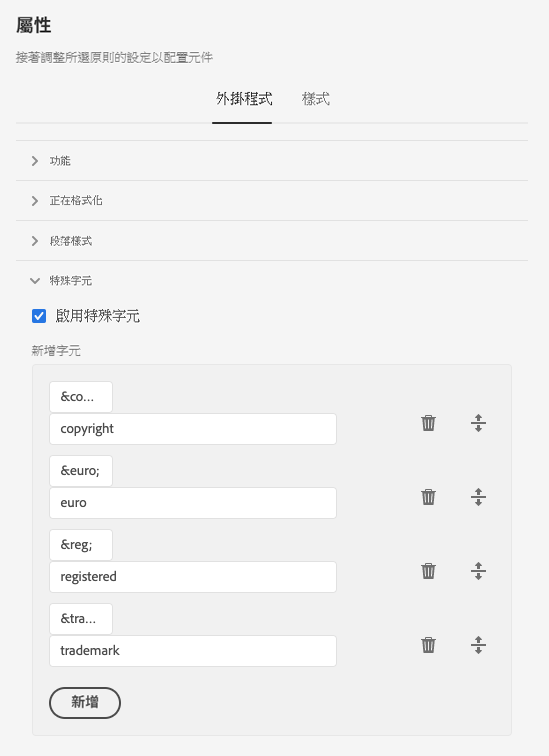 屬性
接著調整所選原則的設定以配置元件
外掛程式 樣式
功能
正在格式化
段落樣式
特殊字元
啟用特殊字元
新增字元
&co...
copyright
&euro;
euro
&reg;
registered
&tra...
trademark
新增